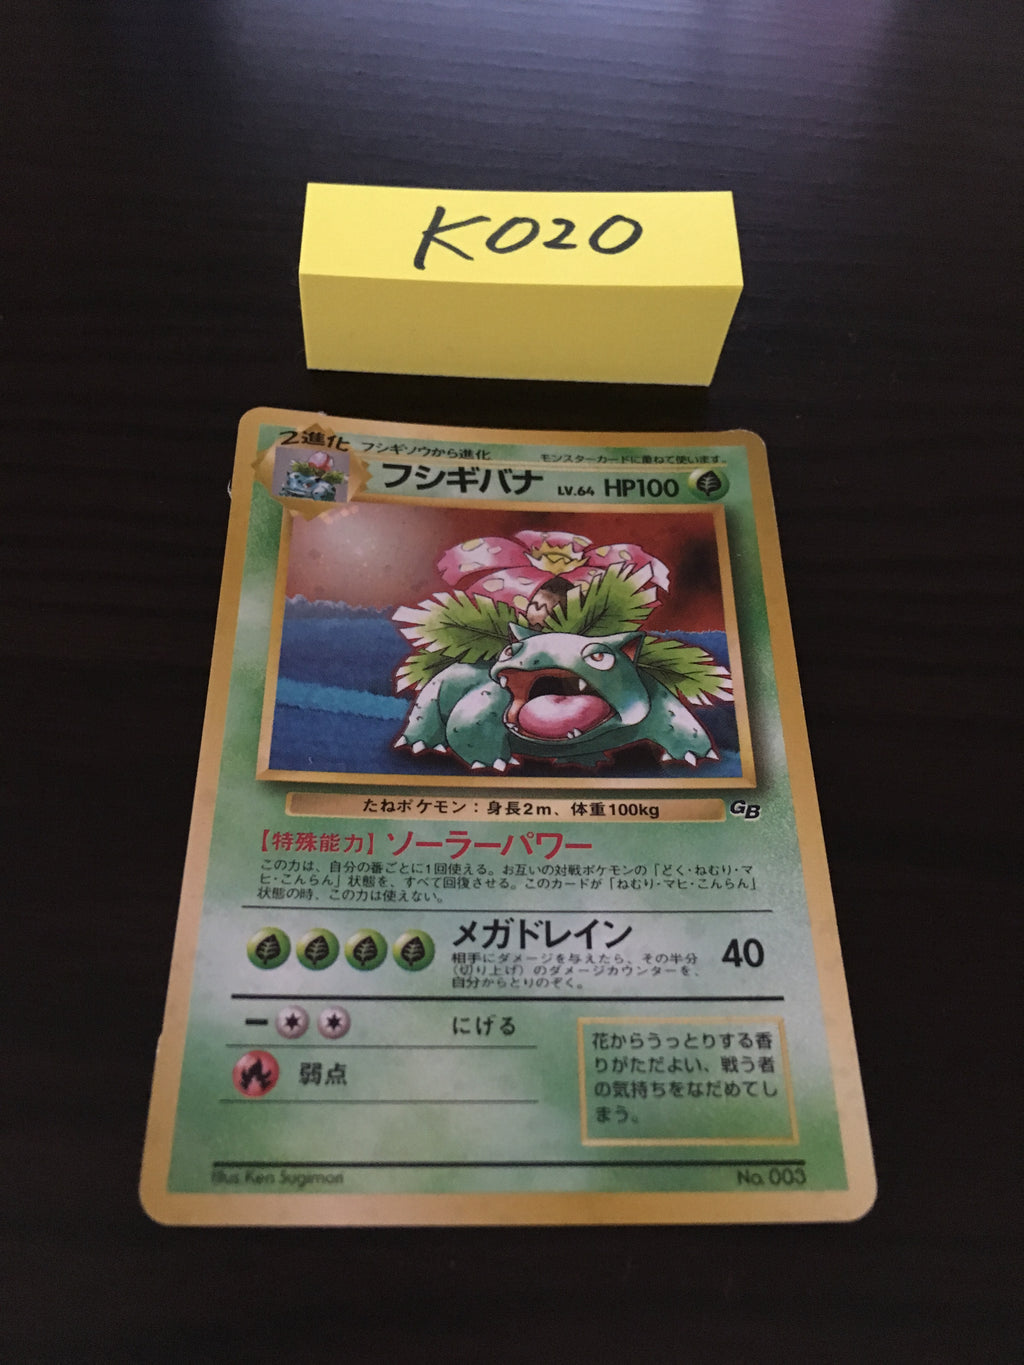 K020
2進化 フシギソウから進化 モンスターカードに重ねて使います。
フシギバナ LV.64 HP100
たねポケモン：身長2m、体重100kg
GB
【特殊能力】ソーラーパワー
この力は、自分の番ごとに1回使える。お互いの対戦ポケモンの「どく・ねむり・マ
ヒ・こんらん」状態を、すべて回復させる。このカードが「ねむり・マヒ・こんらん」
状態の時、この力は使えない。
メガドレイン 40
相手にダメージを与えたら、その半分
（切り上げ）のダメージカウンターを、
自分からとりのぞく。
ー にげる
弱点
花からうっとりする香
りがただよい、戦う者
の気持ちをなだめてし
まう。
Illus. Ken Sugimori No. 003